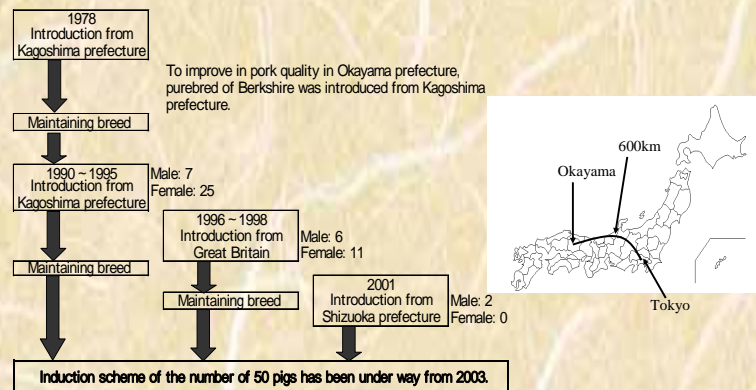 1978
Introduction from
Kagoshima prefecture
To improve in pork quality in Okayama prefecture,
purebred of Berkshire was introduced from Kagoshima
prefecture.
Maintaining breed
1990 ~ 1995
Introduction from
Kagoshima prefecture
Male: 7
Female: 25
Maintaining breed
1996 ~ 1998
Introduction from
Great Britain
Male: 6
Female: 11
Maintaining breed
2001
Introduction from
Shizuoka prefecture
Male: 2
Female: 0
Induction scheme of the number of 50 pigs has been under way from 2003.
600km
Okayama
Tokyo